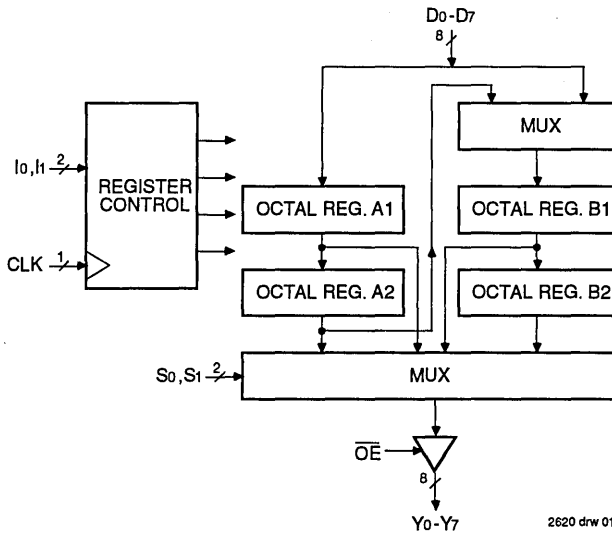 D0-D7
8
MUX
I0,I1
2
REGISTER
CONTROL
OCTAL REG. A1
OCTAL REG. B1
CLK
1
OCTAL REG. A2
OCTAL REG. B2
S0,S1
2
MUX
OE
8
Y0-Y7
2620 drw 01